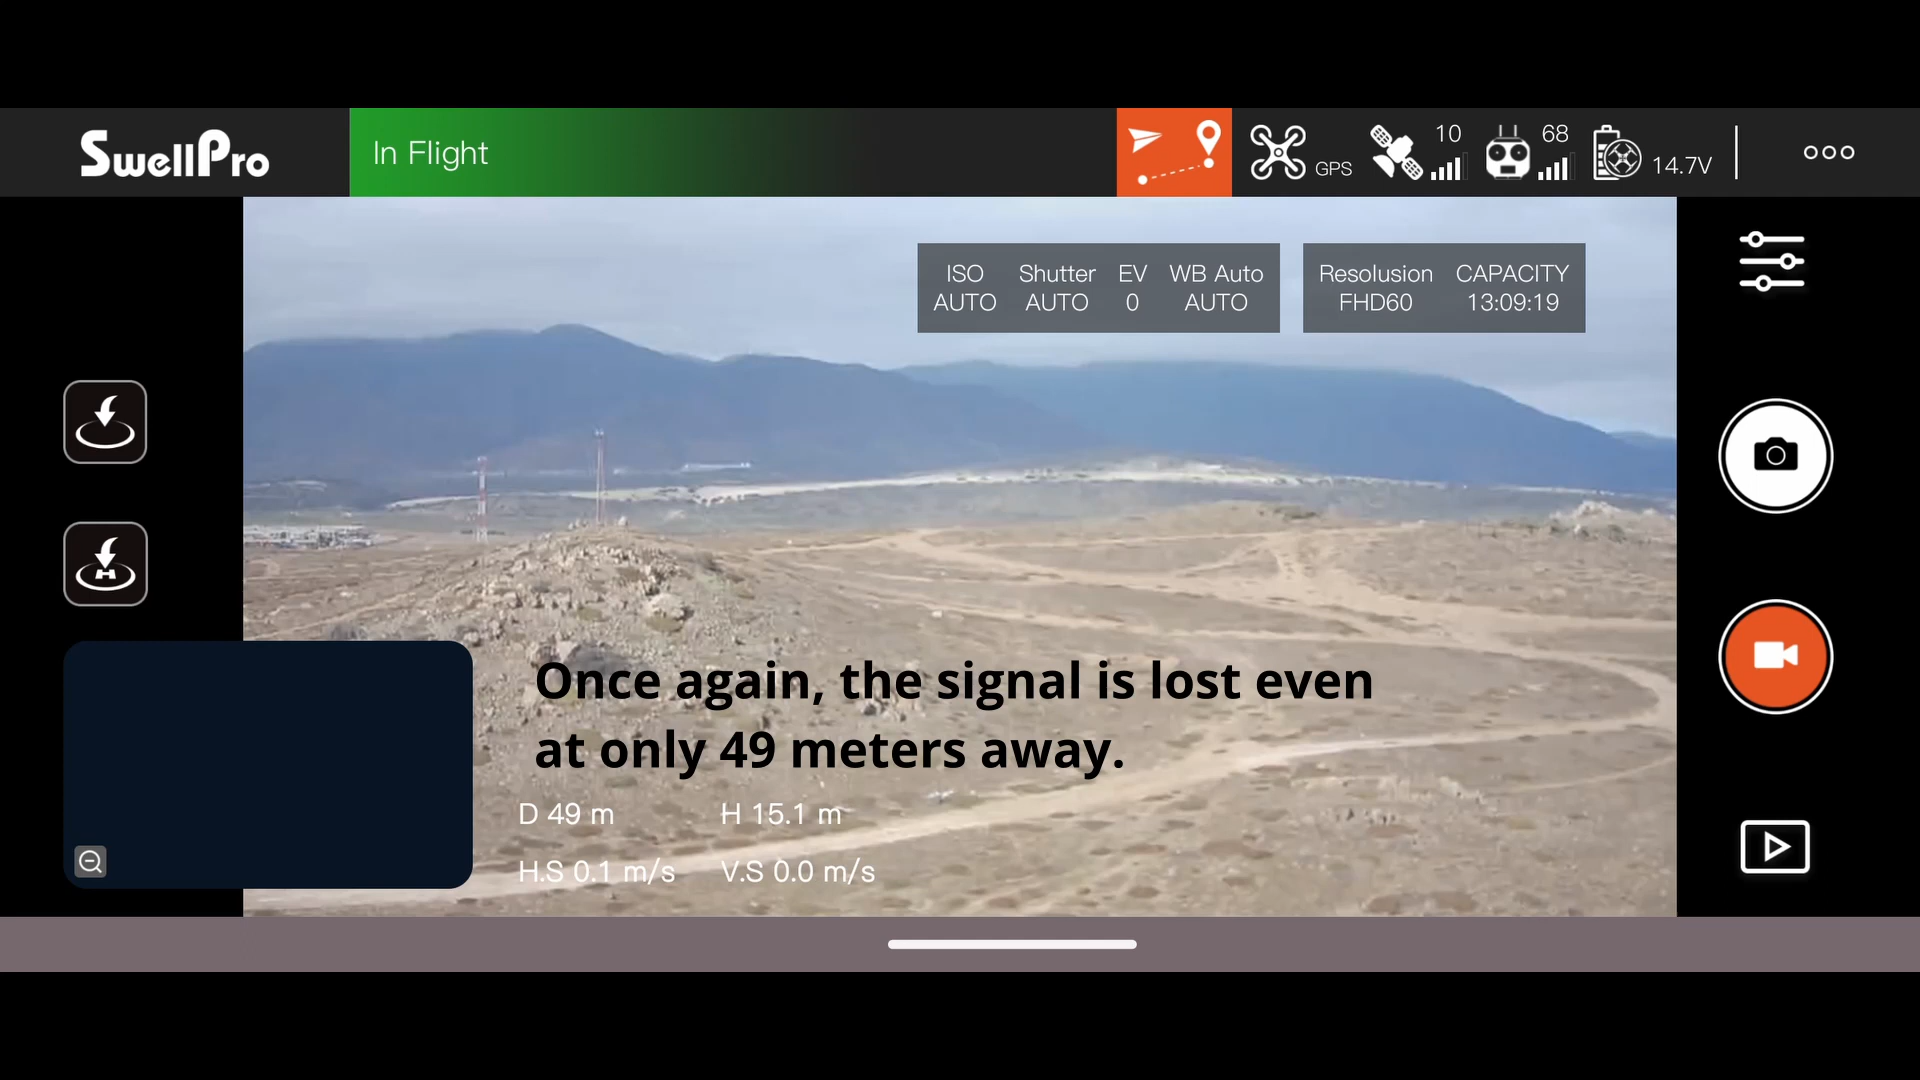 SwellPro
In Flight
GPS
10
68
14.7V
ISO Shutter EV WB Auto
AUTO AUTO 0 AUTO
Resolusion CAPACITY
FHD60 13:09:19
Once again, the signal is lost even
at only 49 meters away.
D 49 m H 15.1 m
H.S 0.1 m/s V.S 0.0 m/s